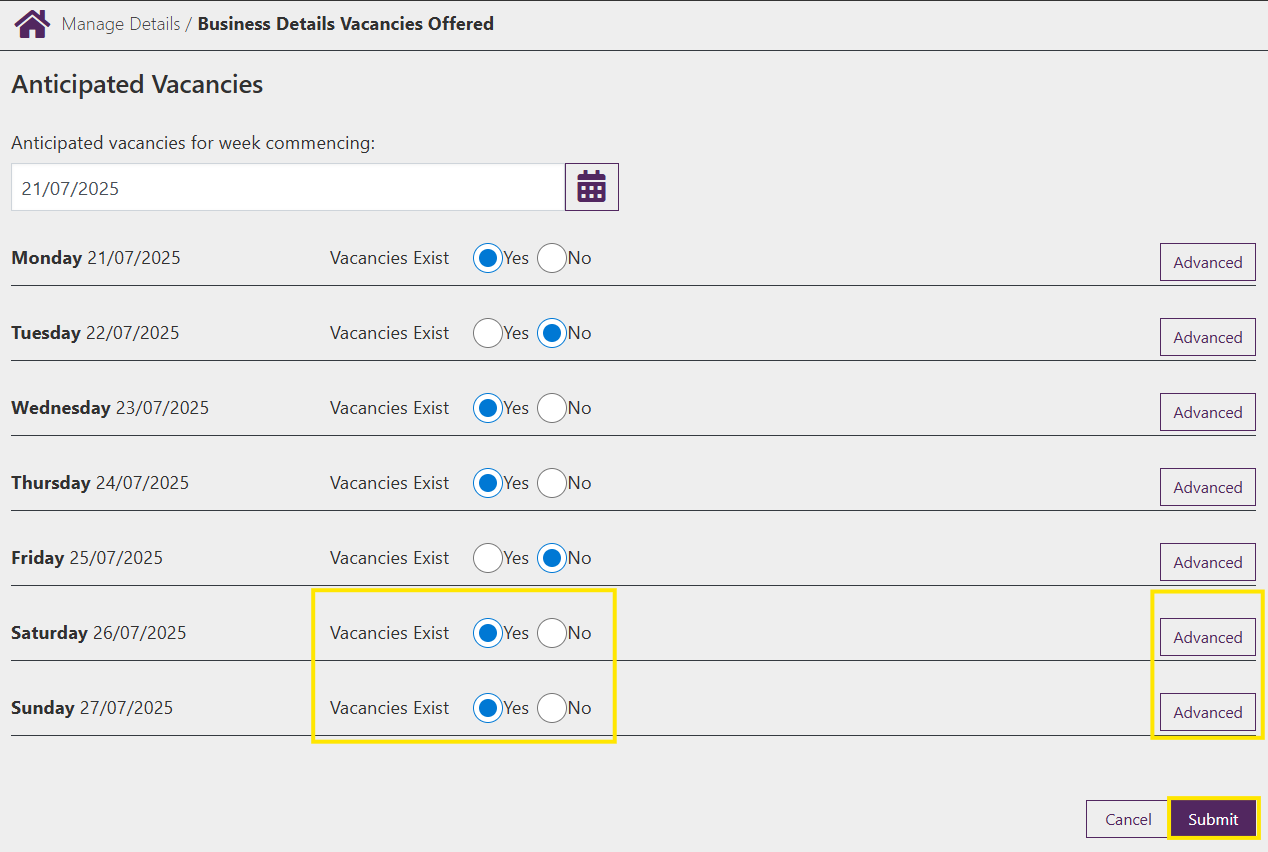 Manage Details / Business Details Vacancies Offered
Anticipated Vacancies
Anticipated vacancies for week commencing:
21/07/2025
Monday 21/07/2025 Vacancies Exist Yes No Advanced
Tuesday 22/07/2025 Vacancies Exist Yes No Advanced
Wednesday 23/07/2025 Vacancies Exist Yes No Advanced
Thursday 24/07/2025 Vacancies Exist Yes No Advanced
Friday 25/07/2025 Vacancies Exist Yes No Advanced
Saturday 26/07/2025 Vacancies Exist Yes No Advanced
Sunday 27/07/2025 Vacancies Exist Yes No Advanced
Cancel Submit